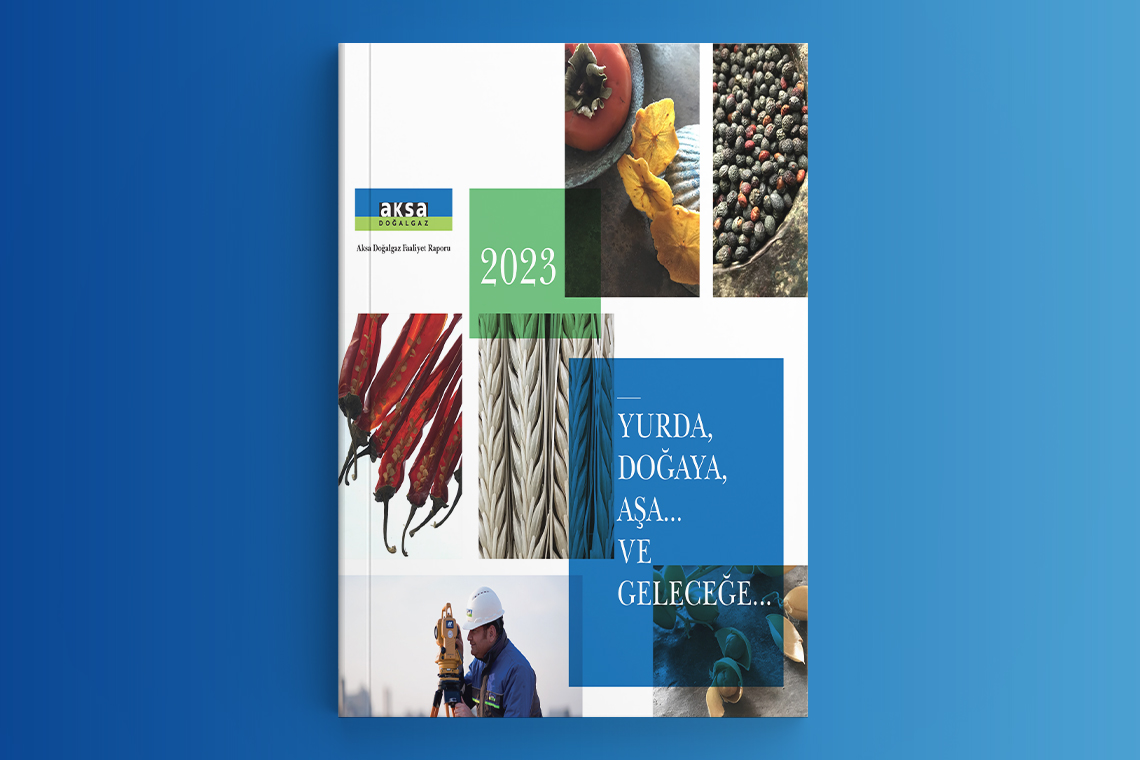 aksa
DOĞALGAZ
Aksa Doğalgaz Faaliyet Raporu
2023
YURDA,
DOĞAYA,
AŞA...
VE
GELECEĞE...